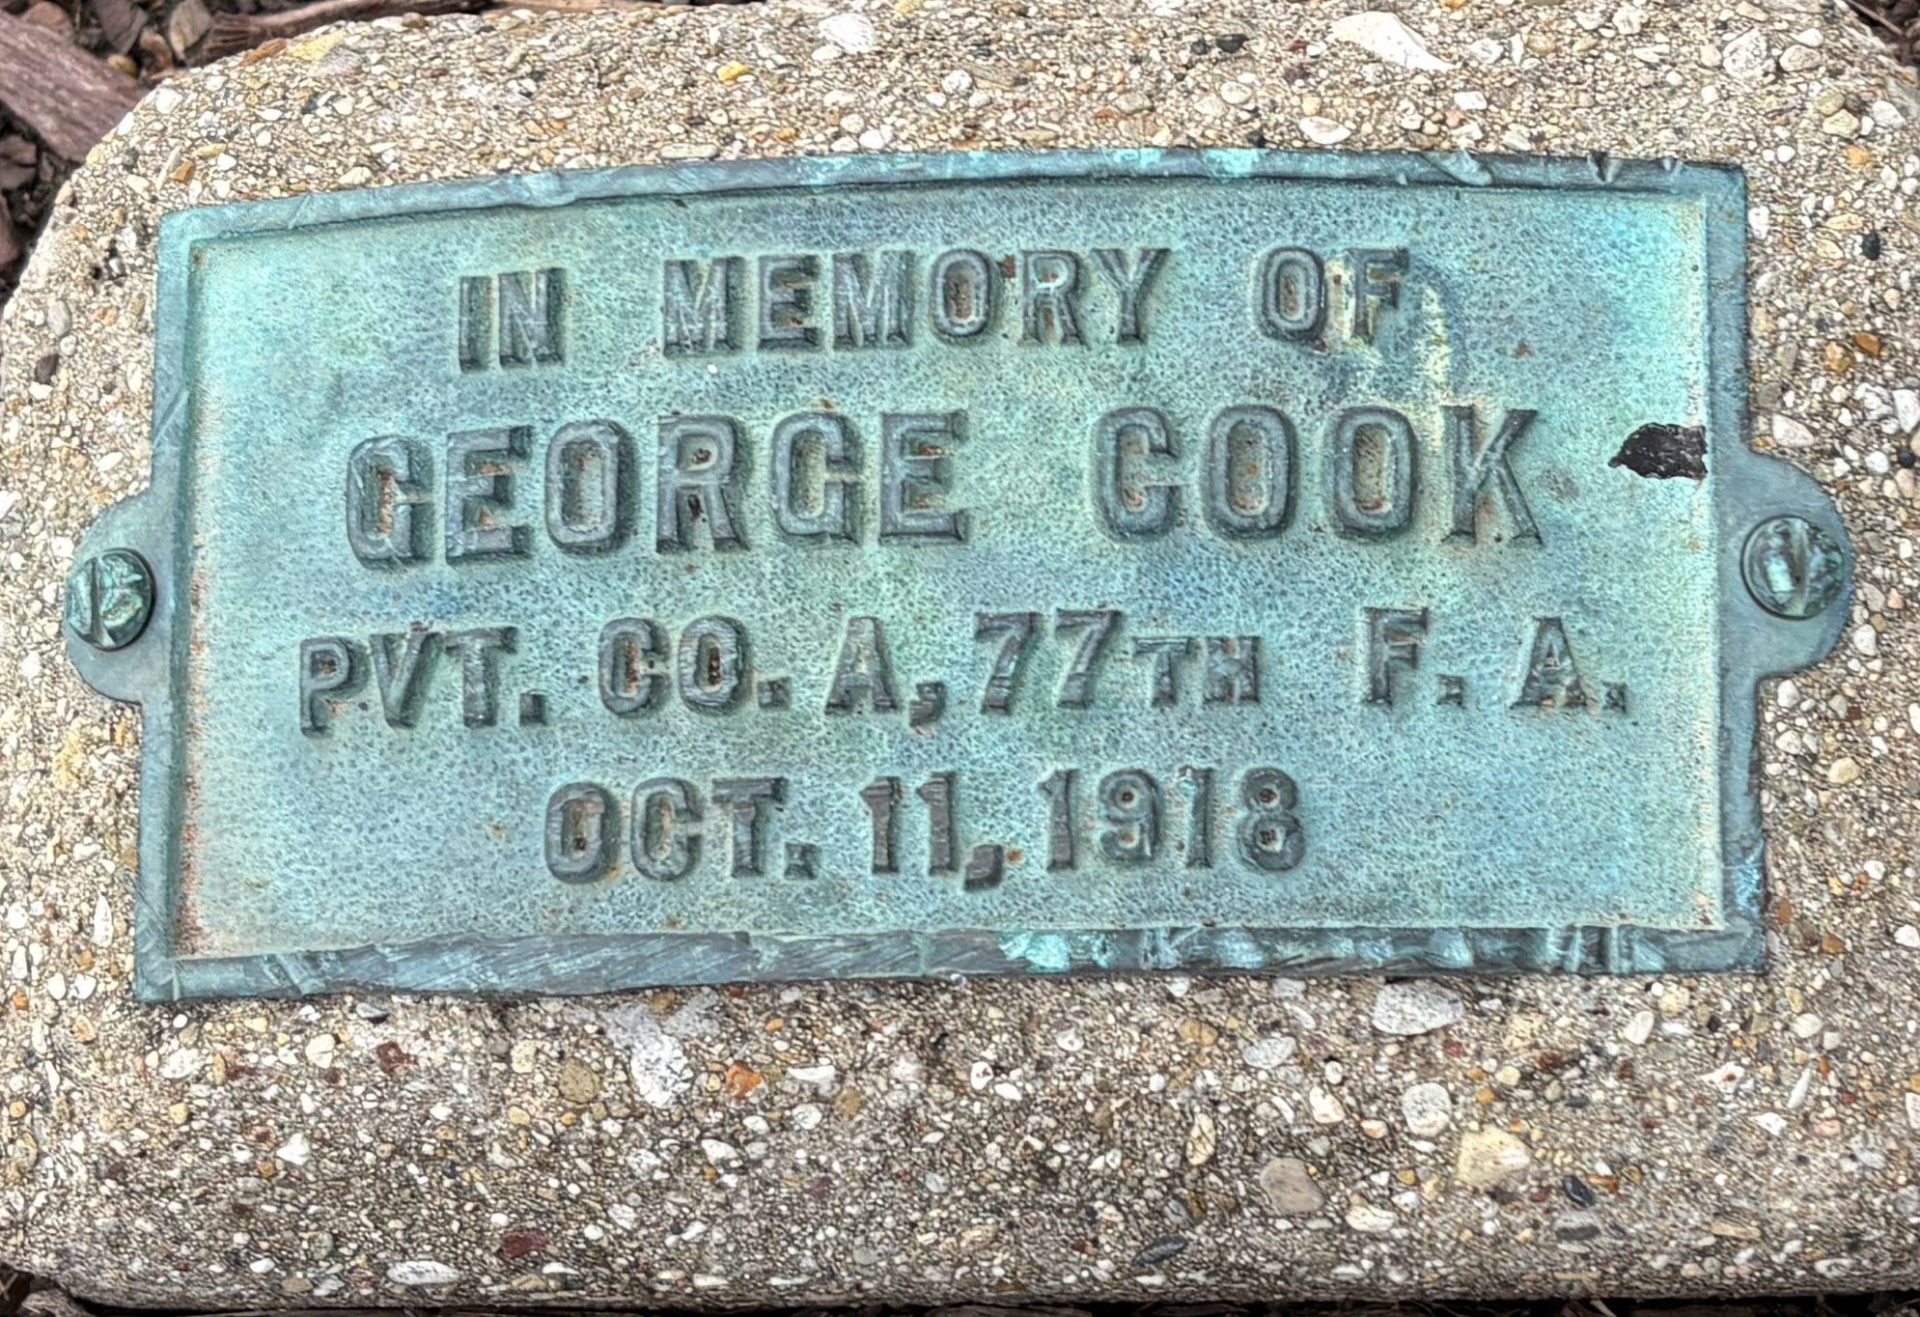 IN MEMORY OF
GEORGE COOK
PVT. CO. A, 77TH F. A.
OCT. 11, 1918